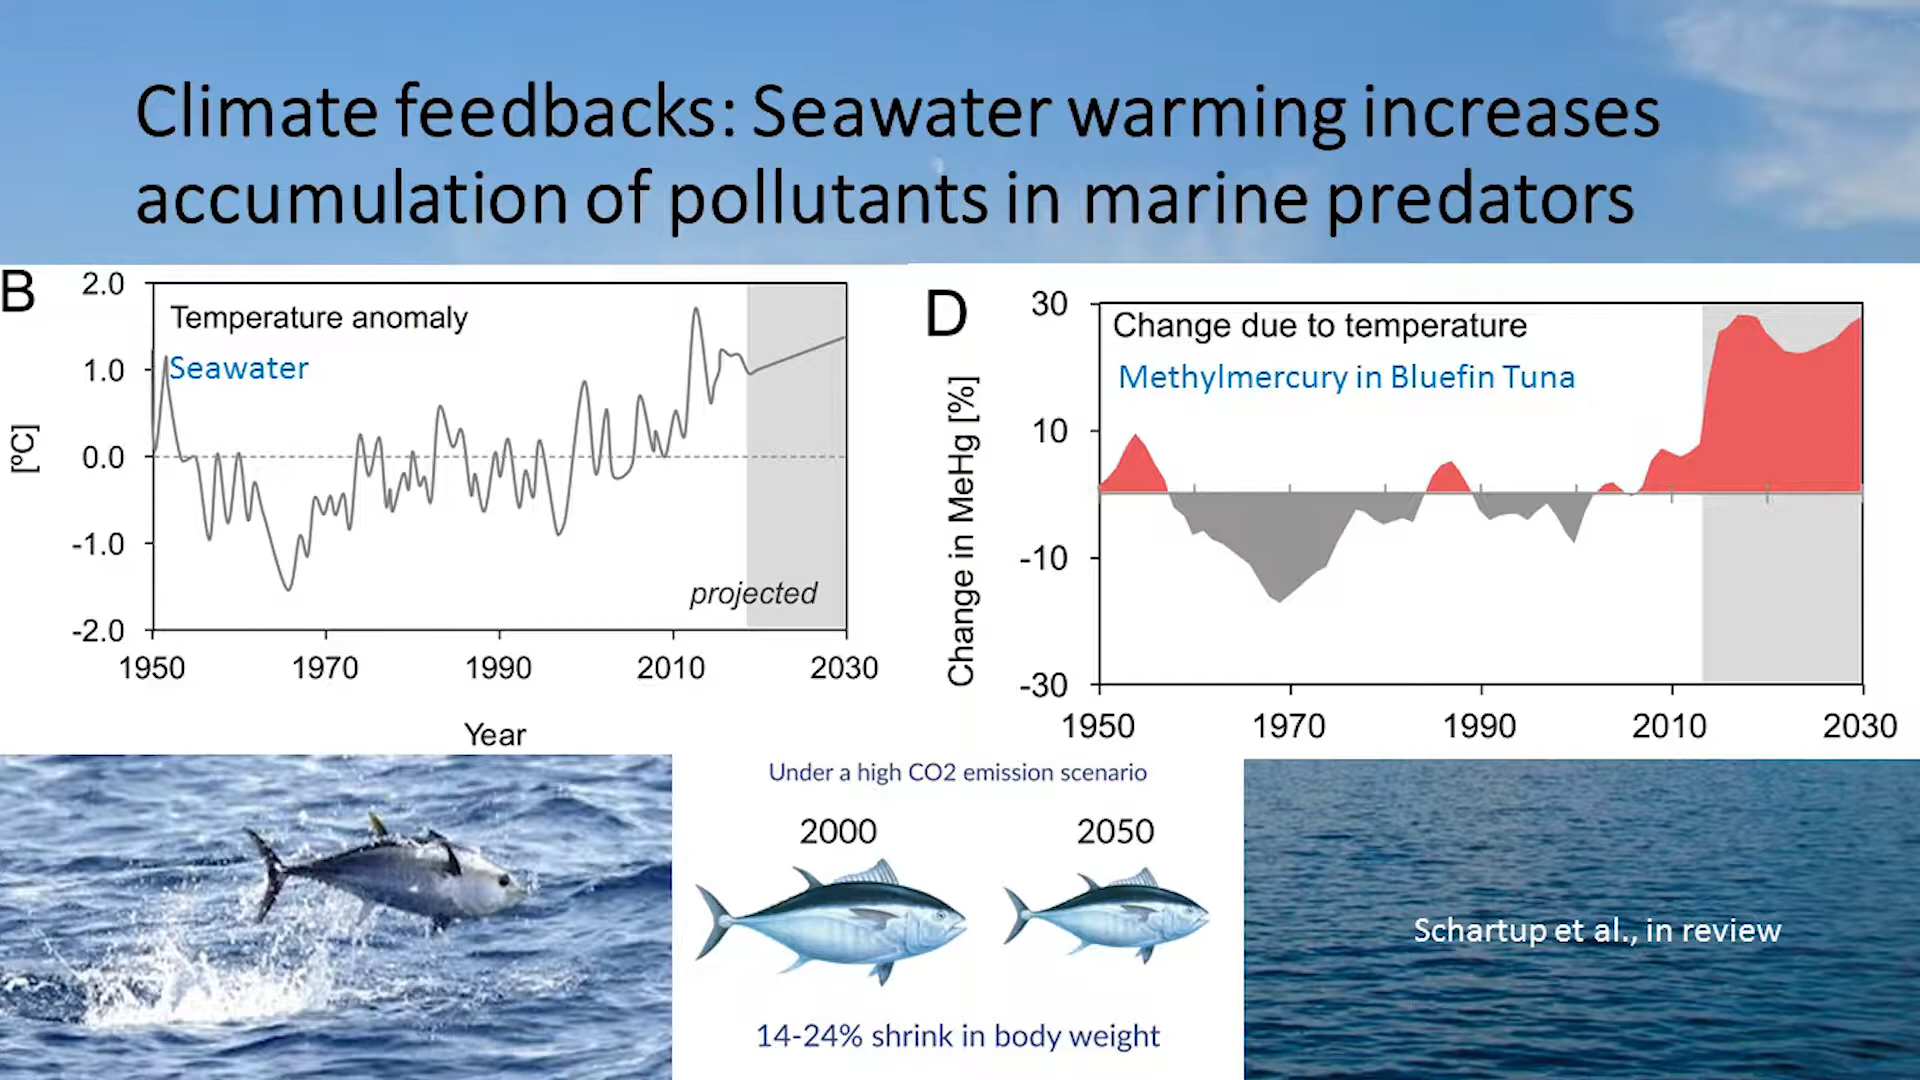 Climate feedbacks: Seawater warming increases
accumulation of pollutants in marine predators
B
2.0
1.0
0.0
-1.0
-2.0
[ºC]
Temperature anomaly
Seawater
projected
1950 1970 1990 2010 2030
Year
D
30
10
-10
-30
Change in MeHg [%]
Change due to temperature
Methylmercury in Bluefin Tuna
1950 1970 1990 2010 2030
Under a high CO2 emission scenario
2000 2050
14-24% shrink in body weight
Schartup et al., in review